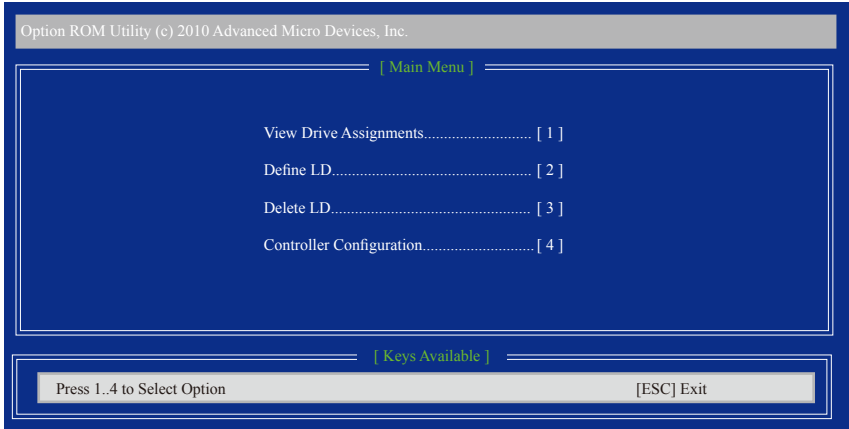 Option ROM Utility (c) 2010 Advanced Micro Devices, Inc.
[ Main Menu ]
View Drive Assignments........................... [ 1 ]
Define LD.................................................. [ 2 ]
Delete LD.................................................. [ 3 ]
Controller Configuration............................[ 4 ]
[ Keys Available ]
Press 1..4 to Select Option [ESC] Exit